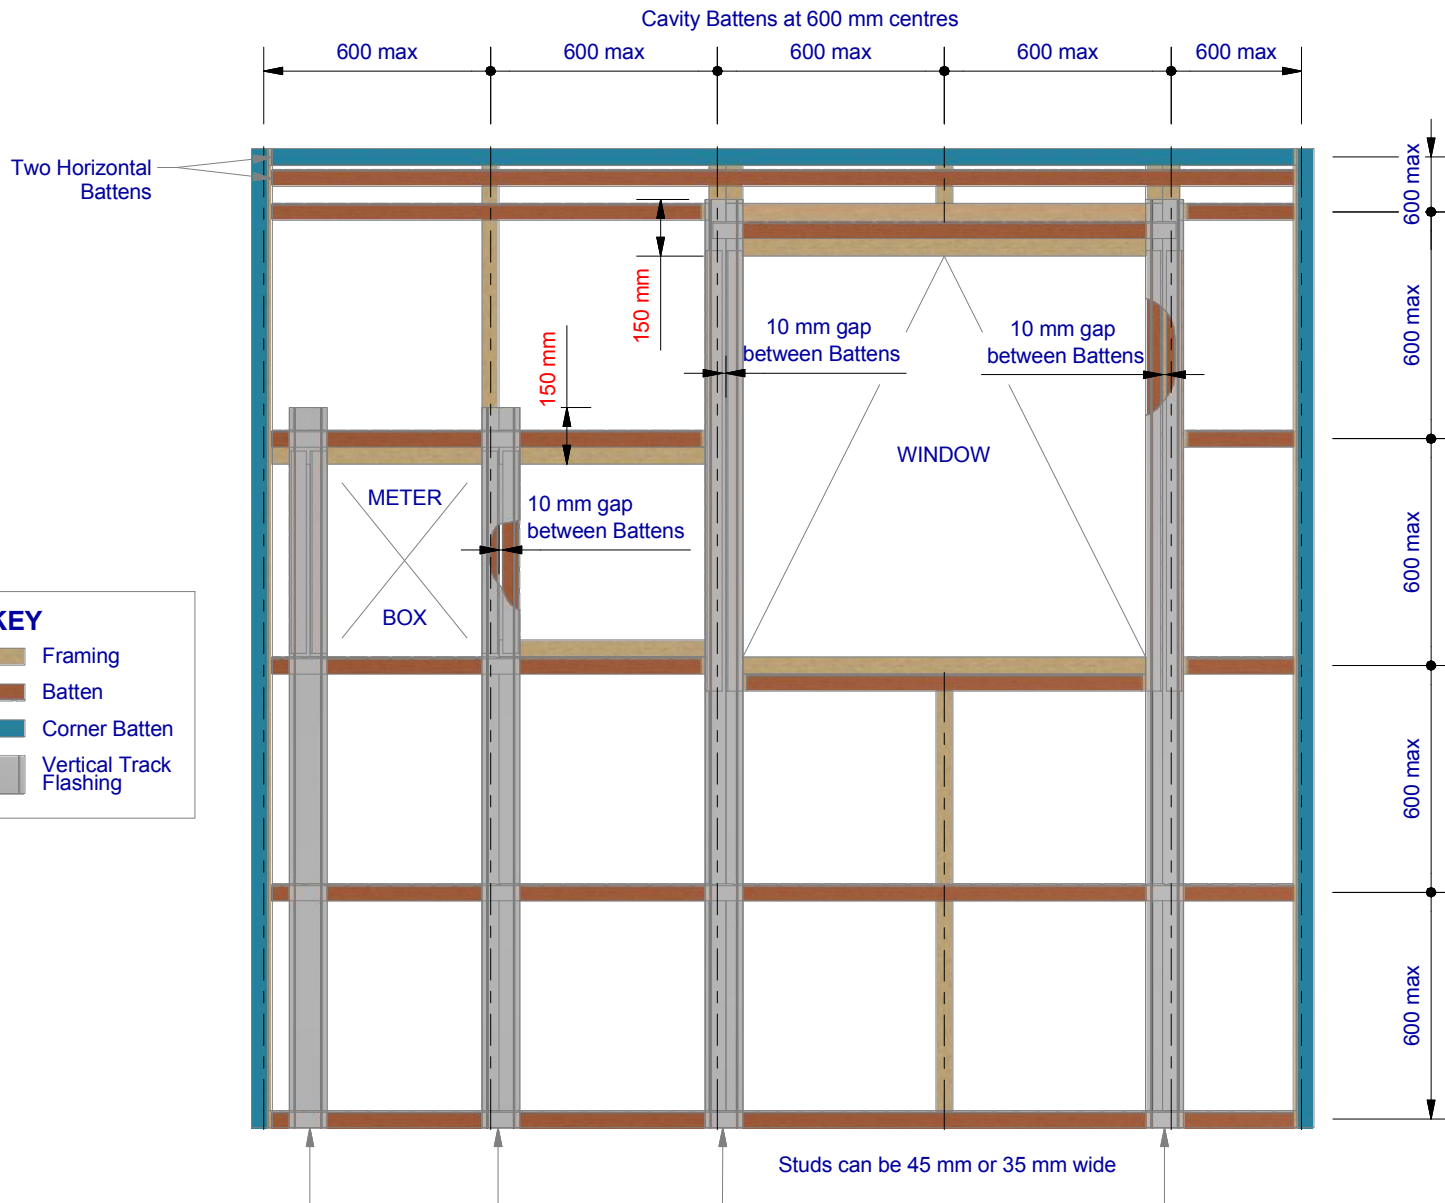 Cavity Battens at 600 mm centres
600 max
600 max
600 max
600 max
600 max
Two Horizontal
Battens
600 max
150 mm
600 max
10 mm gap
between Battens
10 mm gap
between Battens
150 mm
WINDOW
METER
10 mm gap
between Battens
600 max
BOX
KEY
Framing
Batten
Corner Batten
Vertical Track
Flashing
600 max
600 max
Studs can be 45 mm or 35 mm wide